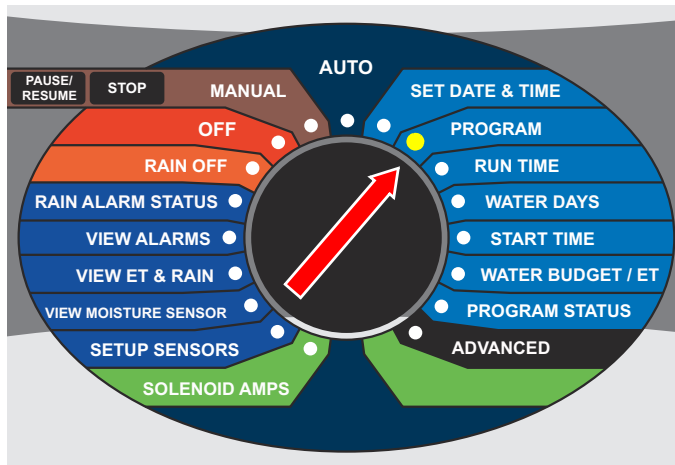 AUTO
PAUSE/
RESUME
STOP
MANUAL
OFF
RAIN OFF
RAIN ALARM STATUS
VIEW ALARMS
VIEW ET & RAIN
VIEW MOISTURE SENSOR
SETUP SENSORS
SOLENOID AMPS
SET DATE & TIME
PROGRAM
RUN TIME
WATER DAYS
START TIME
WATER BUDGET / ET
PROGRAM STATUS
ADVANCED